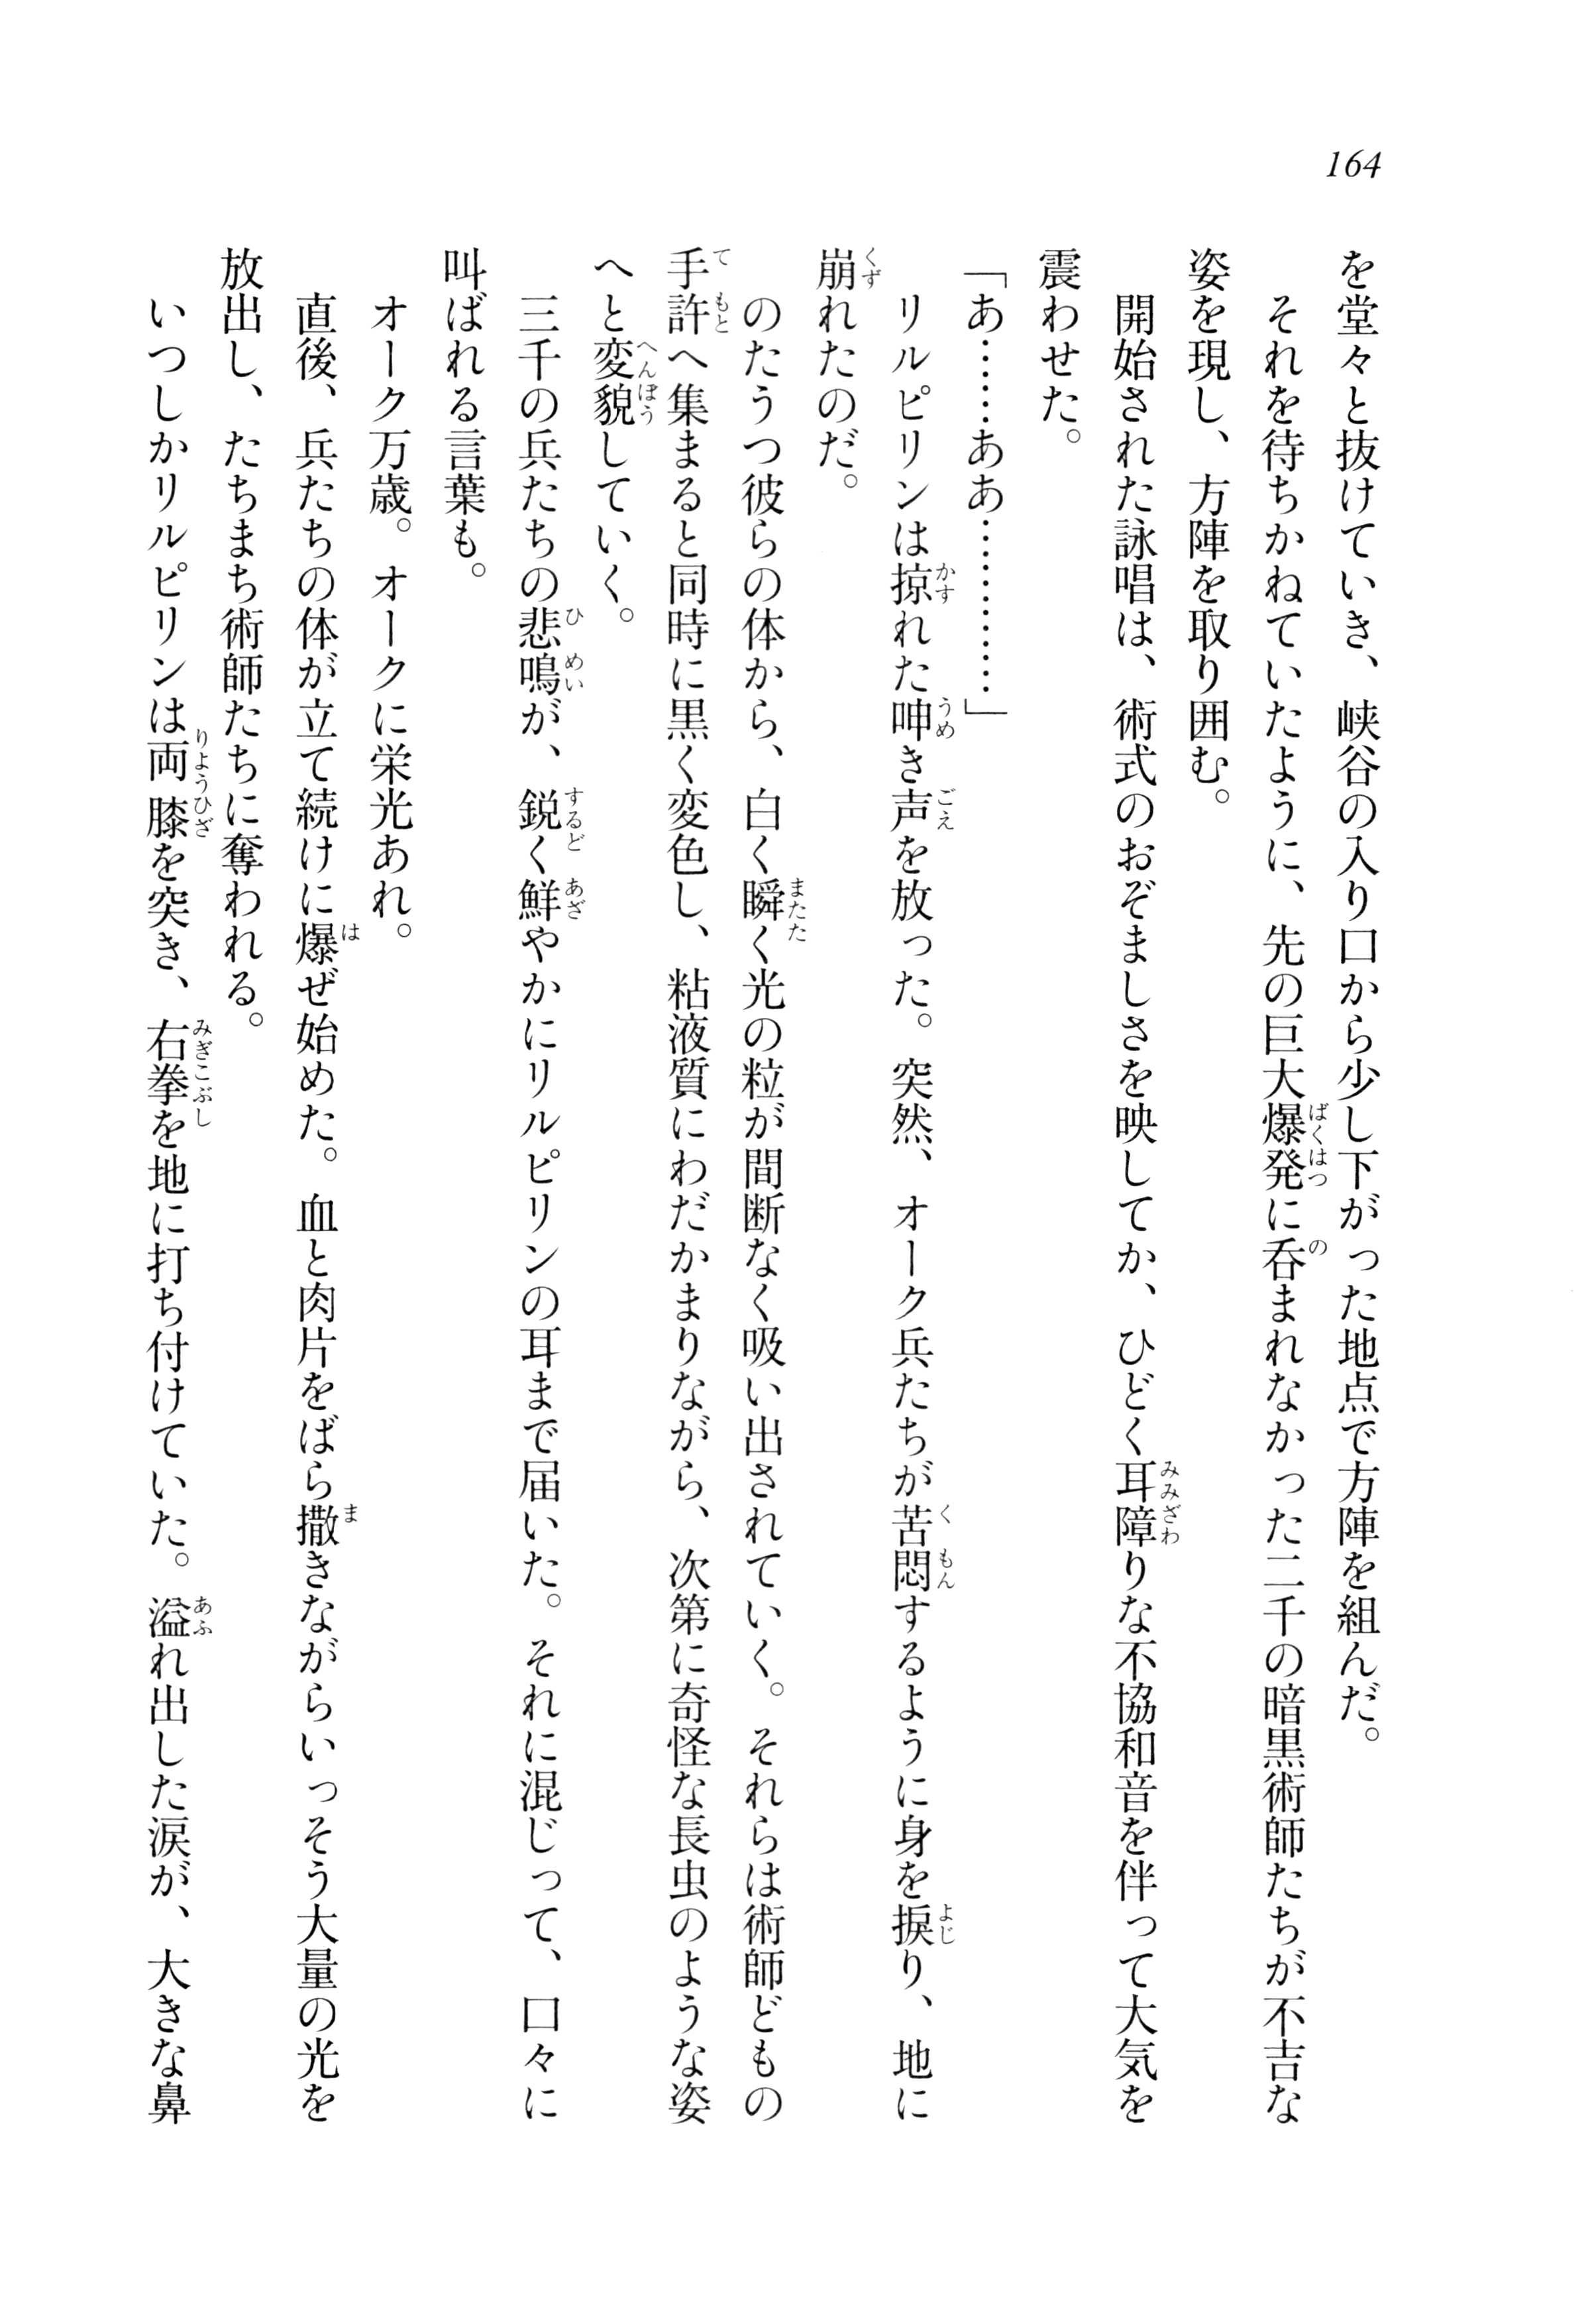 164
を堂々と抜けていき、峡谷の入り口から少し下がった地点で方陣を組んだ。
それを待ちかねていたように、先の巨大爆発に呑まれなかった二千の暗黒術師たちが不吉な
姿を現し、方陣を取り囲む。
開始された詠唱は、術式のおぞましさを映してか、ひどく耳障りな不協和音を伴って大気を
震わせた。
「あ……ああ…………」
リルピリンは掠れた呻き声を放った。突然、オーク兵たちが苦悶するように身を捩り、地に
崩れたのだ。
のたうつ彼らの体から、白く瞬く光の粒が間断なく吸い出されていく。それらは術師どもの
手許へ集まると同時に黒く変色し、粘液質にわだかまりながら、次第に奇怪な長虫のような姿
へと変貌していく。
三千の兵たちの悲鳴が、鋭く鮮やかにリルピリンの耳まで届いた。それに混じって、口々に
叫ばれる言葉も。
オーク万歳。オークに栄光あれ。
直後、兵たちの体が立て続けに爆ぜ始めた。血と肉片をばら撒きながらいっそう大量の光を
放出し、たちまち術師たちに奪われる。
いつしかリルピリンは両膝を突き、右拳を地に打ち付けていた。溢れ出した涙が、大きな鼻